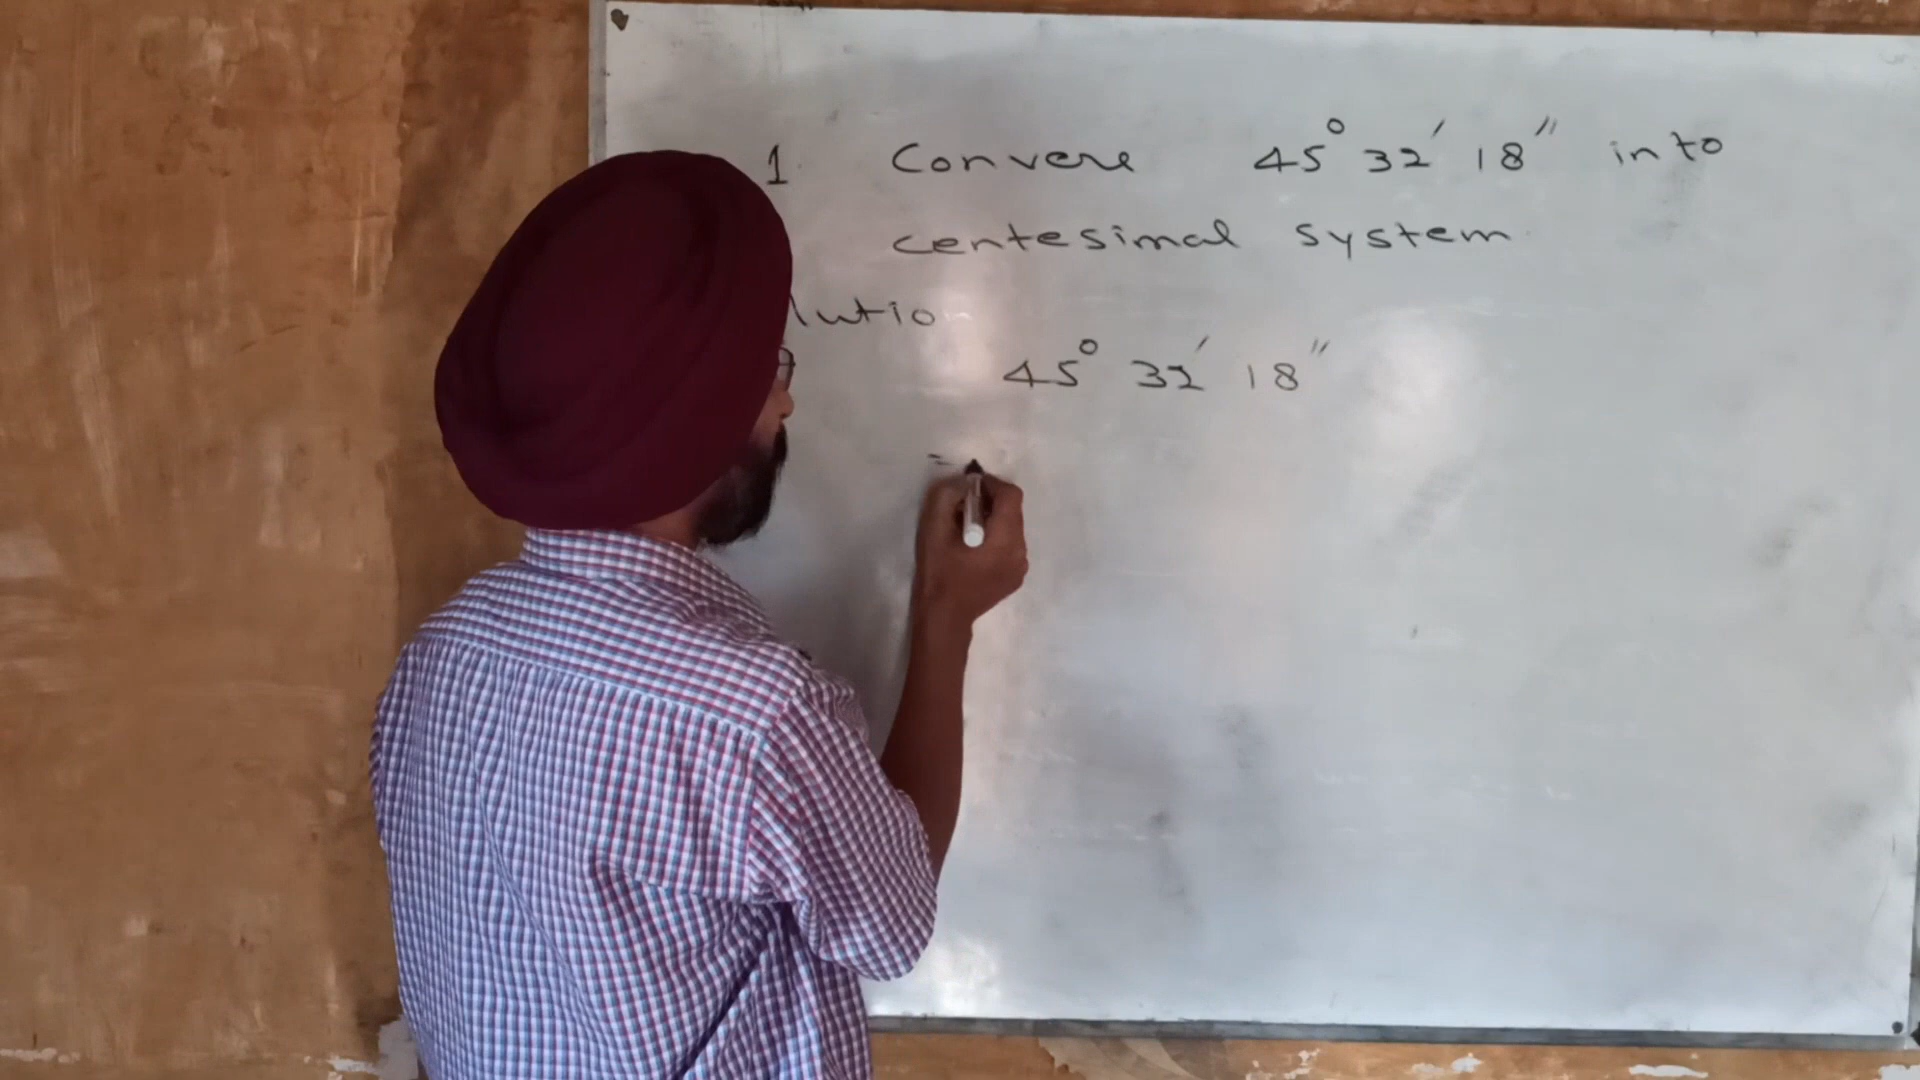 1. Convere 45° 32' 18" into
centesimal system
lutio
45° 32' 18"
=